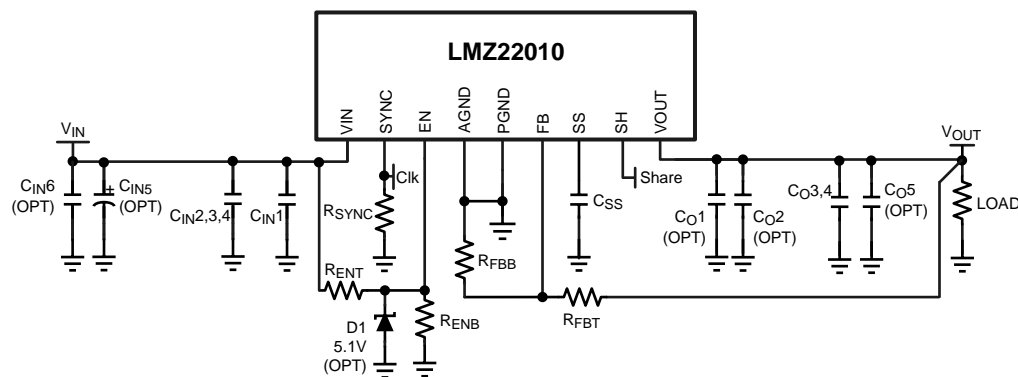 LMZ22010
VIN
SYNC
EN
AGND
PGND
FB
SS
SH
VOUT
VIN
VOUT
CIN6
(OPT)
+
CIN5
(OPT)
CIN2,3,4
CIN1
Clk
RSYNC
CSS
Share
CO1
(OPT)
CO2
(OPT)
CO3,4
CO5
(OPT)
LOAD
RENT
RFBB
D1
5.1V
(OPT)
RENB
RFBT